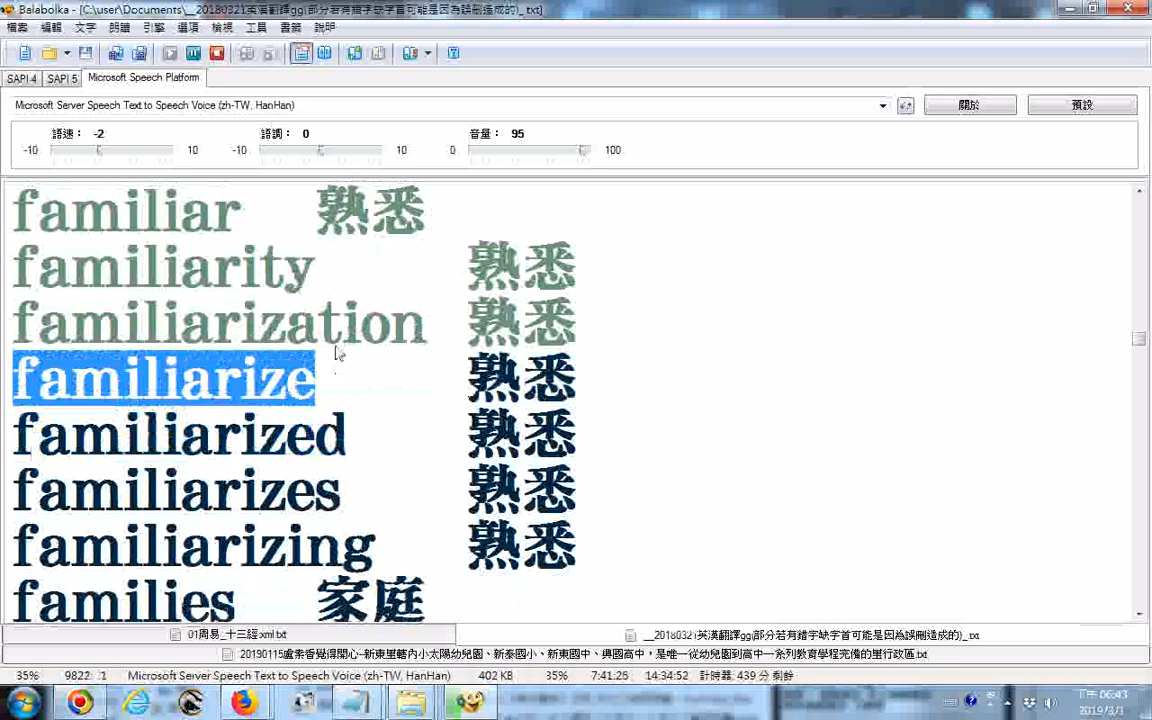 Balabolka - [C:\user\Documents\__20180321英漢翻譯gg(部分若有錯字缺字首可能是因為誤刪造成的)_.txt]
檔案 編輯 文字 朗讀 引擎 選項 檢視 工具 書籤 說明
SAPI 4 SAPI 5 Microsoft Speech Platform
Microsoft Server Speech Text to Speech Voice (zh-TW, HanHan) 關於 預設
語速： -2 語調： 0 音量： 95
-10 10 -10 10 0 100
familiar 熟悉
familiarity 熟悉
familiarization 熟悉
familiarize 熟悉
familiarized 熟悉
familiarizes 熟悉
familiarizing 熟悉
families 家庭
01周易_十三經.xml.txt __20180321英漢翻譯gg(部分若有錯字缺字首可能是因為誤刪造成的)_.txt
20190115盧素香覺得開心-新東里轄內小太陽幼兒園、新泰國小、新東國中、興國高中，是唯一從幼兒園到高中一系列教育學程完備的里行政區.txt
35% 9822: 1 Microsoft Server Speech Text to Speech Voice (zh-TW, HanHan) 402 KB 35% 7:41:25 14:34:52 計時器: 439 分 剩餘
下午 06:43
2019/3/1